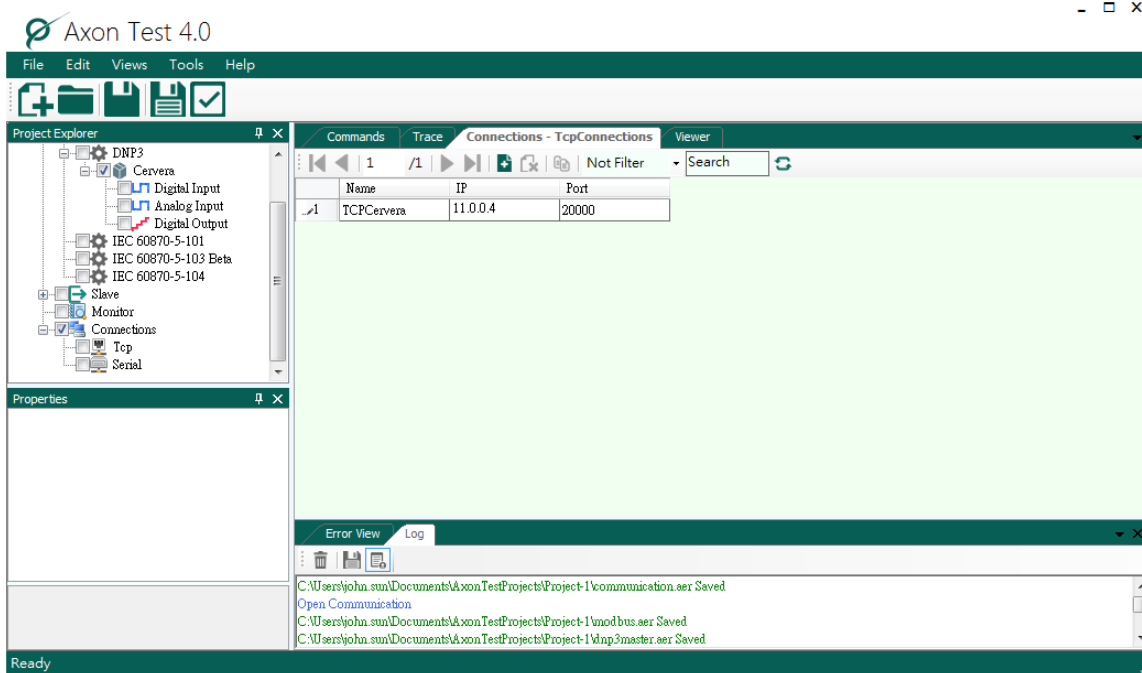 Axon Test 4.0
File Edit Views Tools Help
Project Explorer
DNP3
Cervera
Digital Input
Analog Input
Digital Output
IEC 60870-5-101
IEC 60870-5-103 Beta
IEC 60870-5-104
Slave
Monitor
Connections
Tcp
Serial
Properties
Commands Trace Connections - TcpConnections Viewer
1 /1 Not Filter Search
Name IP Port
1 TCPCervera 11.0.0.4 20000
Error View Log
C:\Users\john.sun\Documents\AxonTestProjects\Project-1\communication.aer Saved
Open Communication
C:\Users\john.sun\Documents\AxonTestProjects\Project-1\modbus.aer Saved
C:\Users\john.sun\Documents\AxonTestProjects\Project-1\dnp3master.aer Saved
Ready